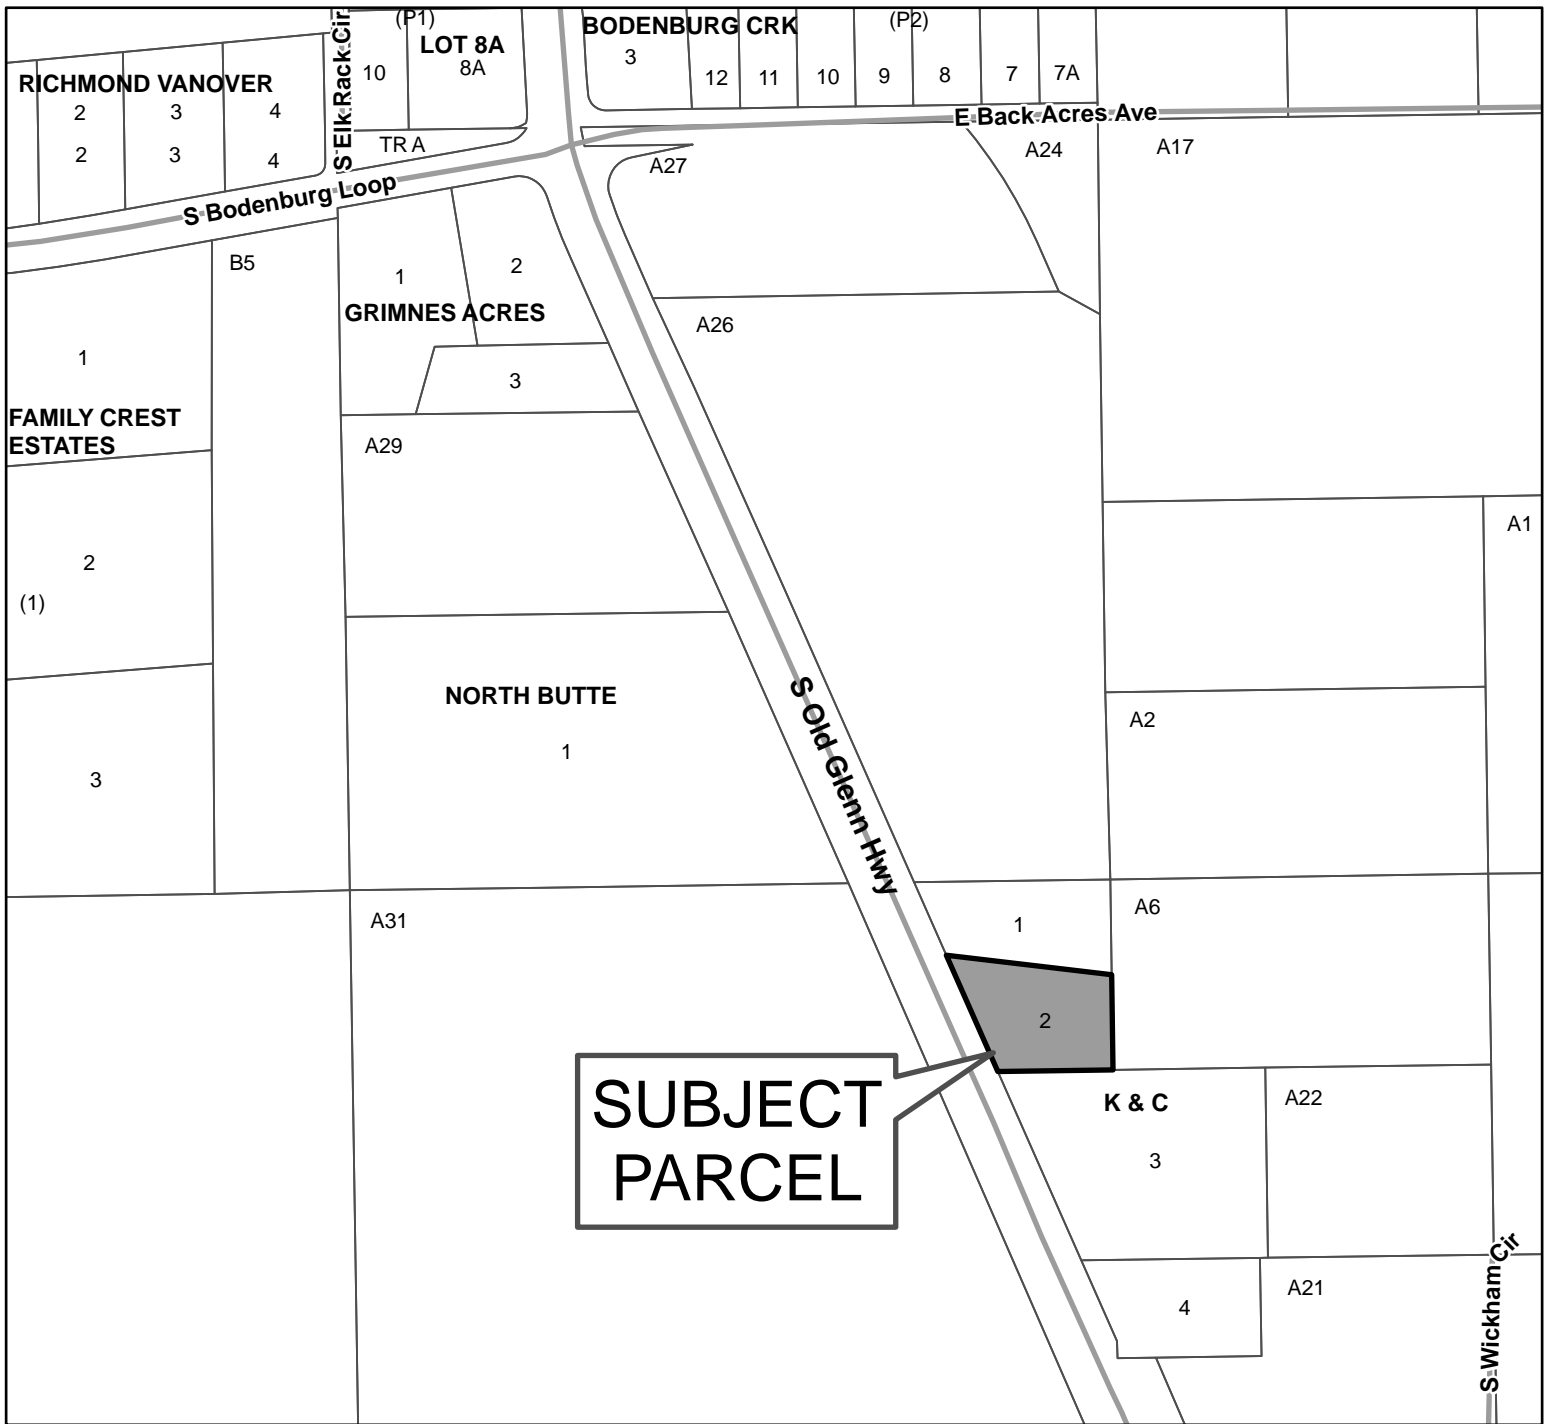 (P1)
BODENBURG CRK
(P2)
LOT 8A
8A
10
3
12
11
10
9
8
7
7A
S Elk Rack Cir
RICHMOND VANOVER
2
3
4
2
3
4
TR A
E Back Acres Ave
A27
A24
A17
S Bodenburg Loop
B5
1
2
GRIMNES ACRES
A26
1
3
FAMILY CREST
ESTATES
A29
A1
2
(1)
NORTH BUTTE
1
S Old Glenn Hwy
A2
3
A31
1
A6
2
SUBJECT
PARCEL
K & C
A22
3
S Wickham Cir
A21
4